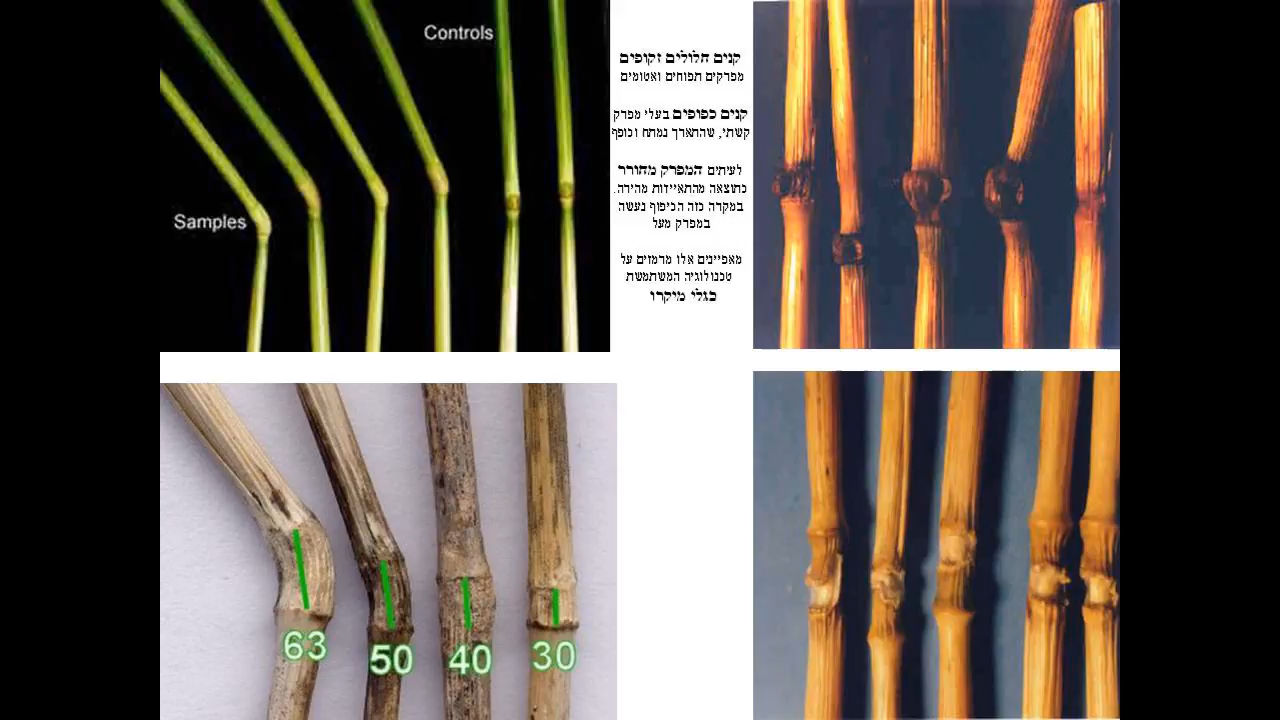 Controls
Samples
קנים חלולים זקופים
מפרקים תפוחים ואטומים
קנים כפופים בעלי מפרק
קשתי, שהתארך נמתח וכופף
לעיתים המפרק מחורר
כתוצאה מהתאיידות מהירה.
במקרה כזה הכיפוף נעשה
במפרק מעל
מאפיינים אלו מרמזים על
טכנולוגיה המשתמשת
בגלי מיקרו
63
50
40
30